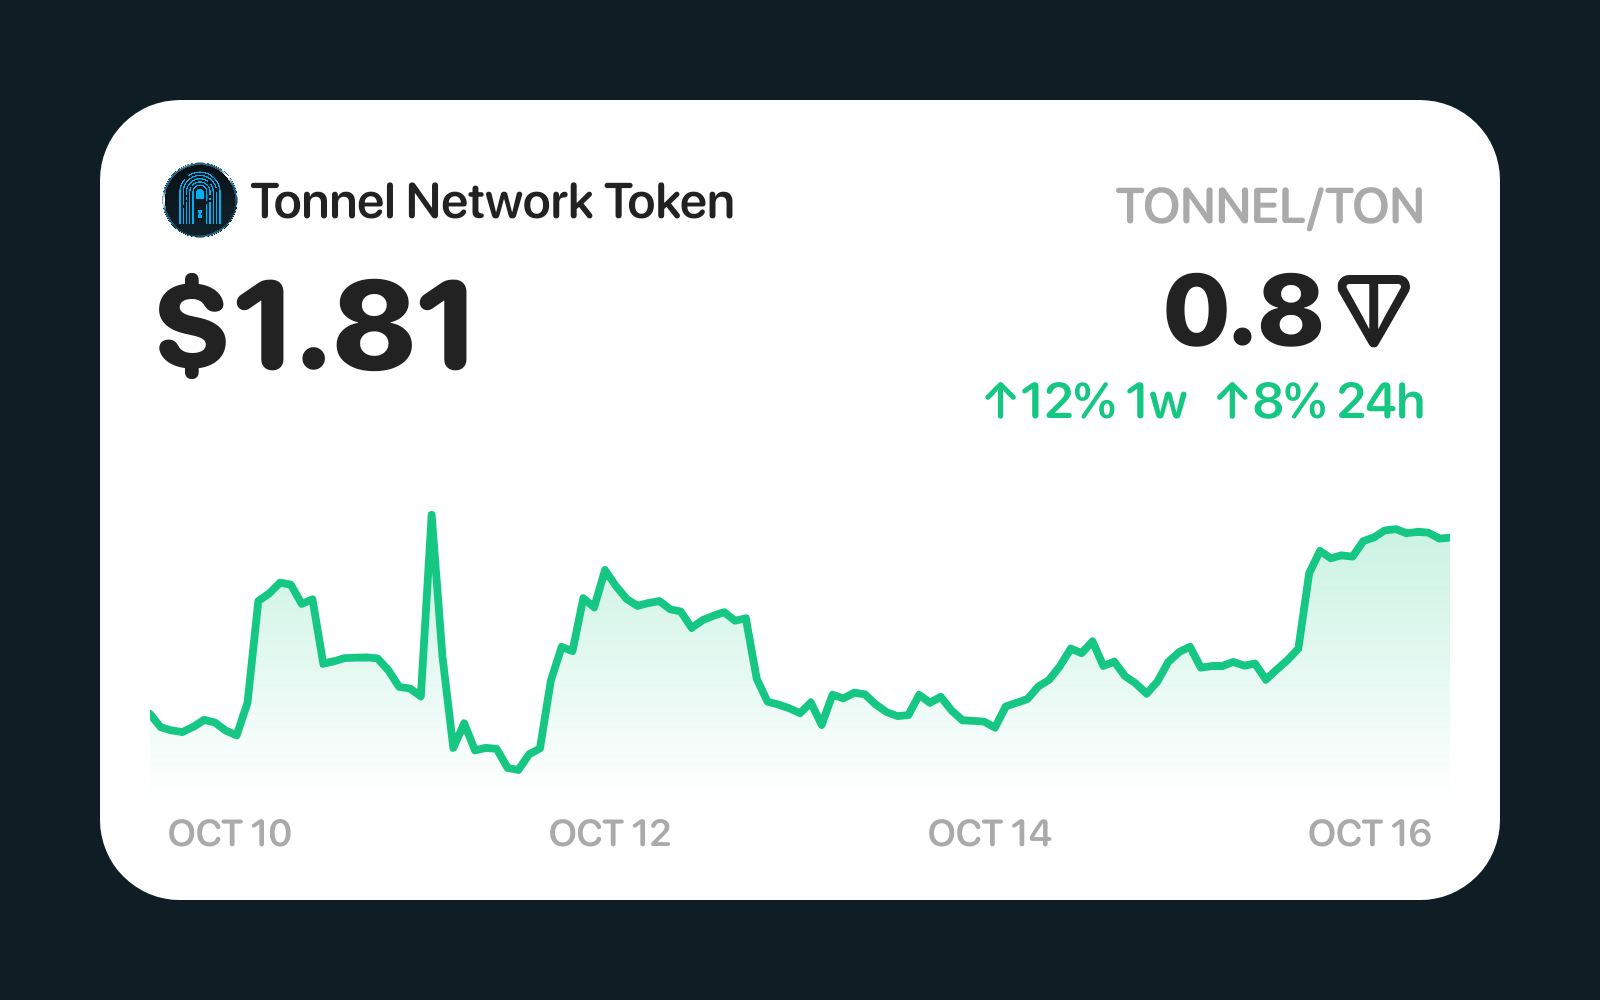 Tonnel Network Token
TONNEL/TON
$1.81
0.8
↑12% 1w ↑8% 24h
OCT 10
OCT 12
OCT 14
OCT 16